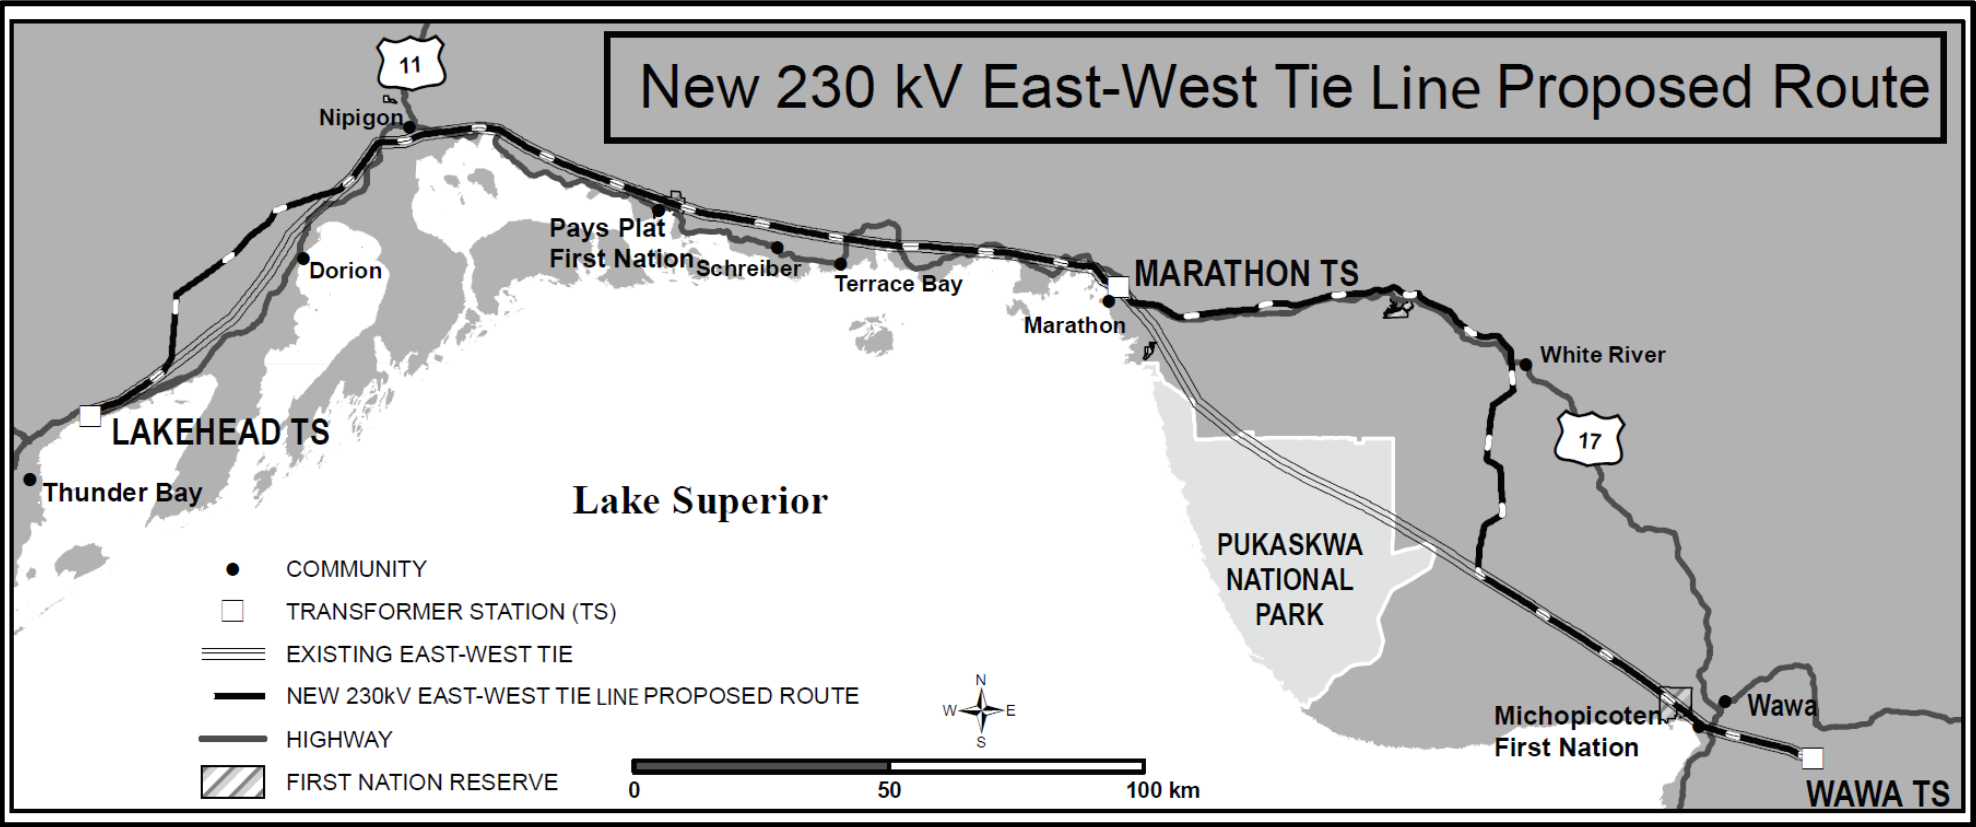 New 230 kV East-West Tie Line Proposed Route
11
Nipigon
Pays Plat
First Nation
Schreiber
Dorion
Terrace Bay
MARATHON TS
Marathon
White River
17
LAKEHEAD TS
Thunder Bay
Lake Superior
PUKASKWA
NATIONAL
PARK
COMMUNITY
TRANSFORMER STATION (TS)
EXISTING EAST-WEST TIE
NEW 230kV EAST-WEST TIE LINE PROPOSED ROUTE
HIGHWAY
FIRST NATION RESERVE
N
W E
S
0 50 100 km
Michopicoten
First Nation
Wawa
WAWA TS